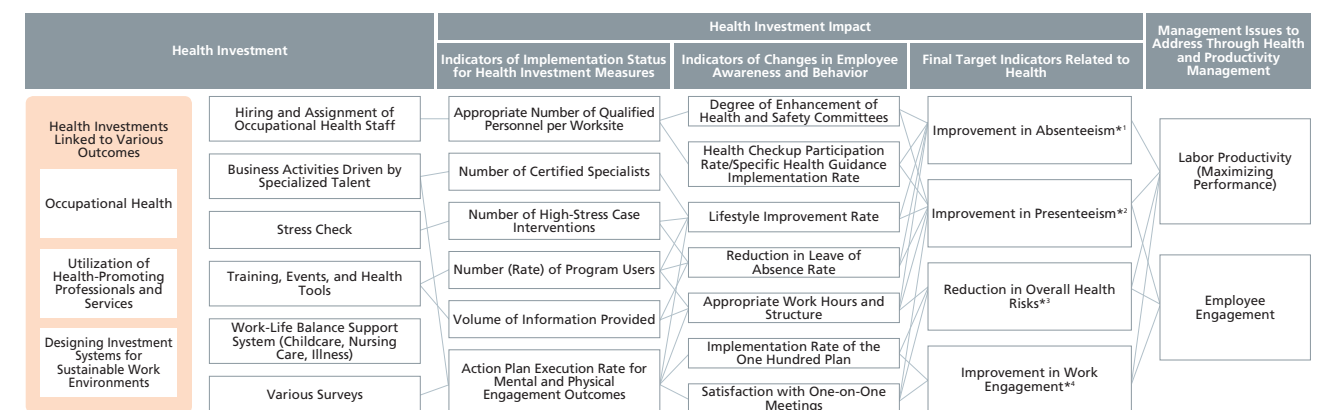 Health Investment
Health Investment Impact
Management Issues to
Address Through Health
and Productivity
Management
Indicators of Implementation Status
for Health Investment Measures
Indicators of Changes in Employee
Awareness and Behavior
Final Target Indicators Related to
Health
Health Investments
Linked to Various
Outcomes
Occupational Health
Utilization of
Health-Promoting
Professionals and
Services
Designing Investment
Systems for
Sustainable Work
Environments
Hiring and Assignment of
Occupational Health Staff
Business Activities Driven by
Specialized Talent
Stress Check
Training, Events, and Health
Tools
Work-Life Balance Support
System (Childcare, Nursing
Care, Illness)
Various Surveys
Appropriate Number of Qualified
Personnel per Worksite
Number of Certified Specialists
Number of High-Stress Case
Interventions
Number (Rate) of Program Users
Volume of Information Provided
Action Plan Execution Rate for
Mental and Physical
Engagement Outcomes
Degree of Enhancement of
Health and Safety Committees
Health Checkup Participation
Rate/Specific Health Guidance
Implementation Rate
Lifestyle Improvement Rate
Reduction in Leave of
Absence Rate
Appropriate Work Hours and
Structure
Implementation Rate of the
One Hundred Plan
Satisfaction with One-on-One
Meetings
Improvement in Absenteeism*1
Improvement in Presenteeism*2
Reduction in Overall Health
Risks*3
Improvement in Work
Engagement*4
Labor Productivity
(Maximizing
Performance)
Employee
Engagement